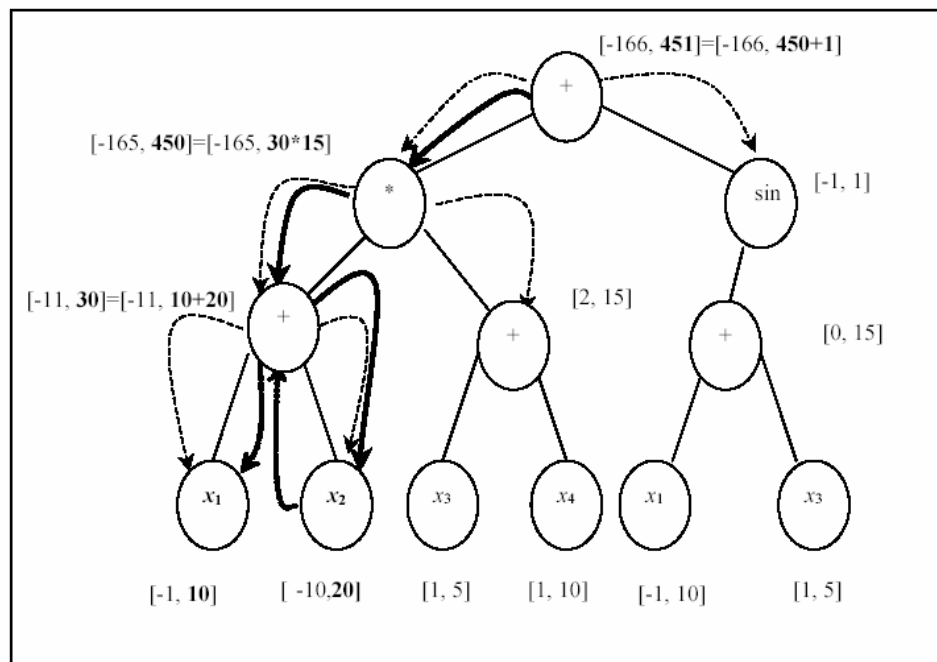 [-166, 451]=[-166, 450+1]
+
[-165, 450]=[-165, 30*15]
*
sin
[-1, 1]
[-11, 30]=[-11, 10+20]
+
[2, 15]
+
+
[0, 15]
x₁
x₂
x₃
x₄
x₁
x₃
[-1, 10]
[ -10,20]
[1, 5]
[1, 10]
[-1, 10]
[1, 5]